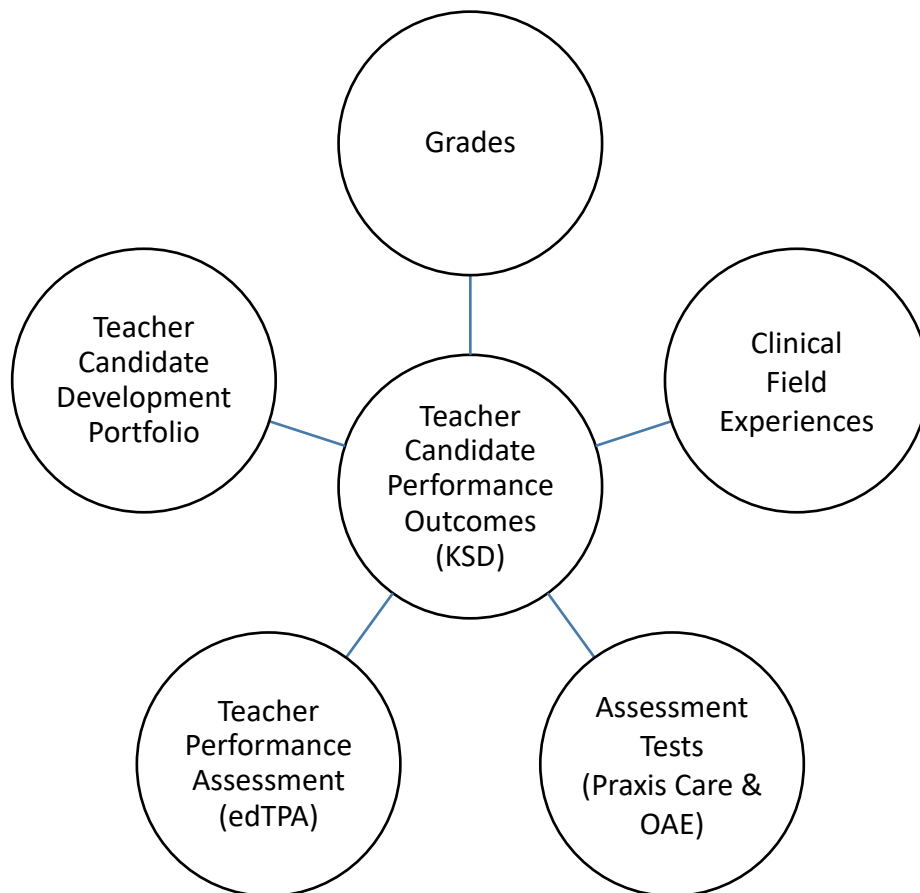 Grades
Teacher
Candidate
Development
Portfolio
Clinical
Field
Experiences
Teacher
Candidate
Performance
Outcomes
(KSD)
Teacher
Performance
Assessment
(edTPA)
Assessment
Tests
(Praxis Care &
OAE)